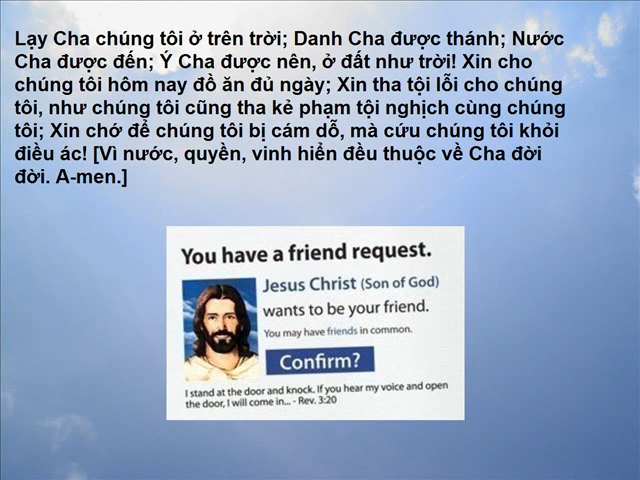 Lạy Cha chúng tôi ở trên trời; Danh Cha được thánh; Nước
Cha được đến; Ý Cha được nên, ở đất như trời! Xin cho
chúng tôi hôm nay đồ ăn đủ ngày; Xin tha tội lỗi cho chúng
tôi, như chúng tôi cũng tha kẻ phạm tội nghịch cùng chúng
tôi; Xin chớ để chúng tôi bị cám dỗ, mà cứu chúng tôi khỏi
điều ác! [Vì nước, quyền, vinh hiển đều thuộc về Cha đời
đời. A-men.]
You have a friend request.
Jesus Christ (Son of God)
wants to be your friend.
You may have friends in common.
Confirm?
I stand at the door and knock. If you hear my voice and open
the door, I will come in... - Rev. 3:20